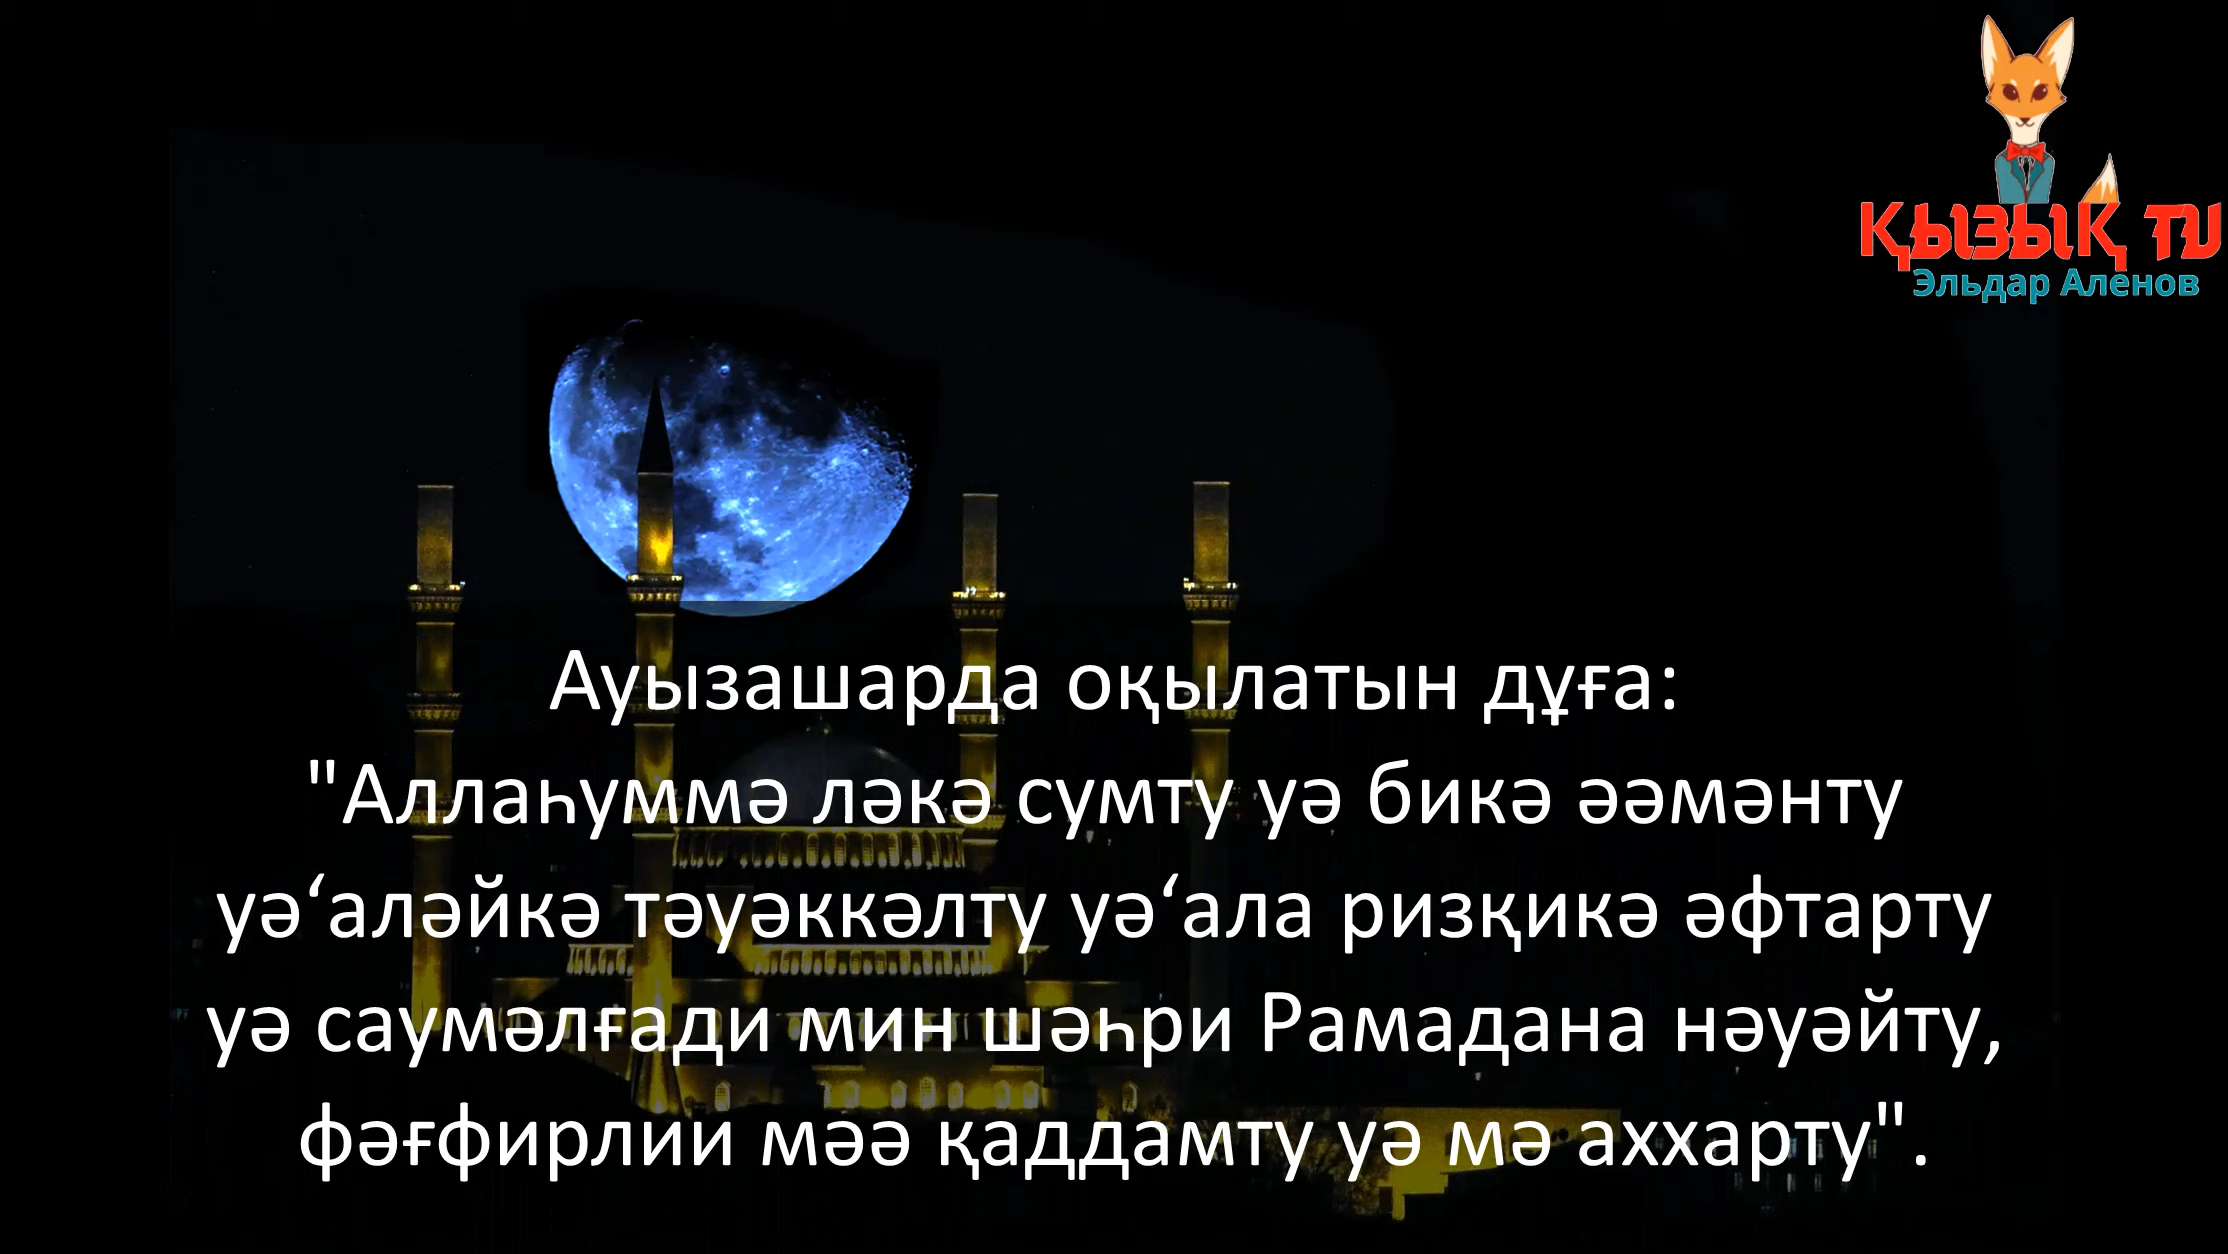 ҚЫЗЫҚ TV
Эльдар Аленов
Ауызашарда оқылатын дұға:
"Аллаһуммә ләкә сумту уә бикә әәмәнту
уә‘аләйкә тәуәккәлту уә‘ала ризқикә әфтарту
уә саумәлғади мин шәһри Рамадана нәуәйту,
фәғфирлии мәә қаддамту уә мә аххарту".